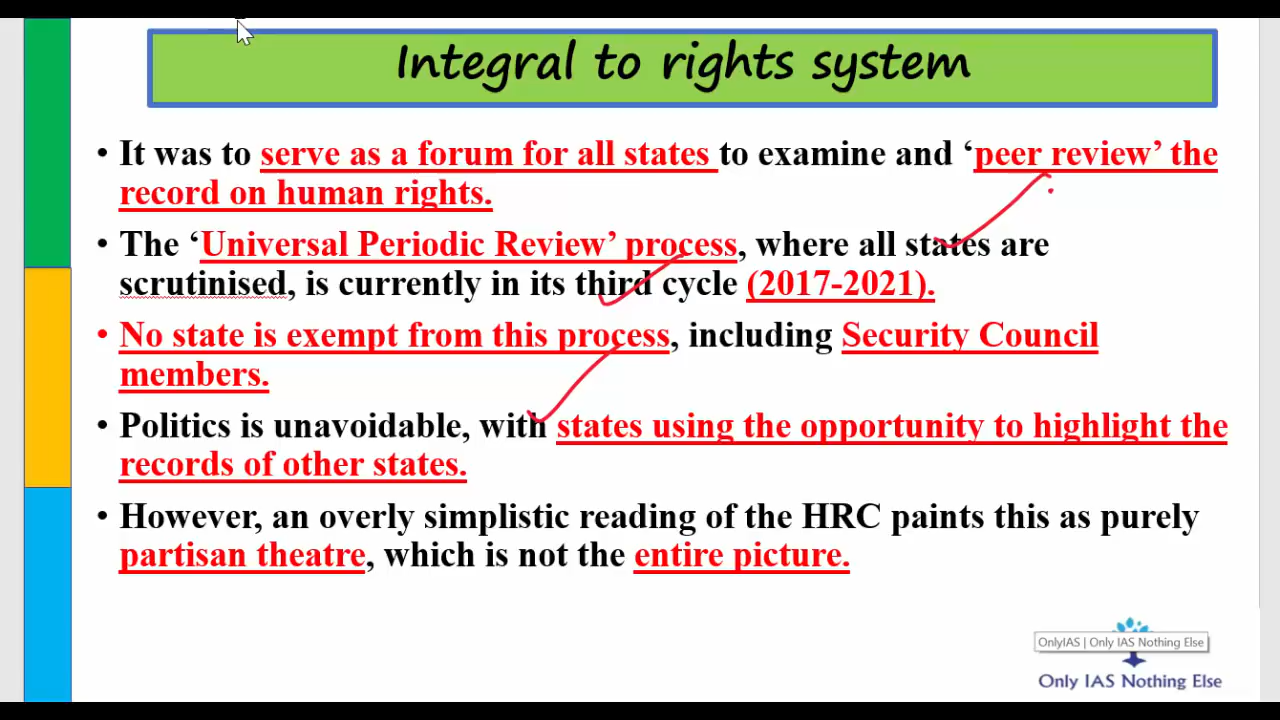 Integral to rights system
• It was to serve as a forum for all states to examine and ‘peer review’ the
record on human rights.
• The ‘Universal Periodic Review’ process, where all states are
scrutinised, is currently in its third cycle (2017-2021).
• No state is exempt from this process, including Security Council
members.
• Politics is unavoidable, with states using the opportunity to highlight the
records of other states.
• However, an overly simplistic reading of the HRC paints this as purely
partisan theatre, which is not the entire picture.
OnlyIAS | Only IAS Nothing Else
Only IAS Nothing Else